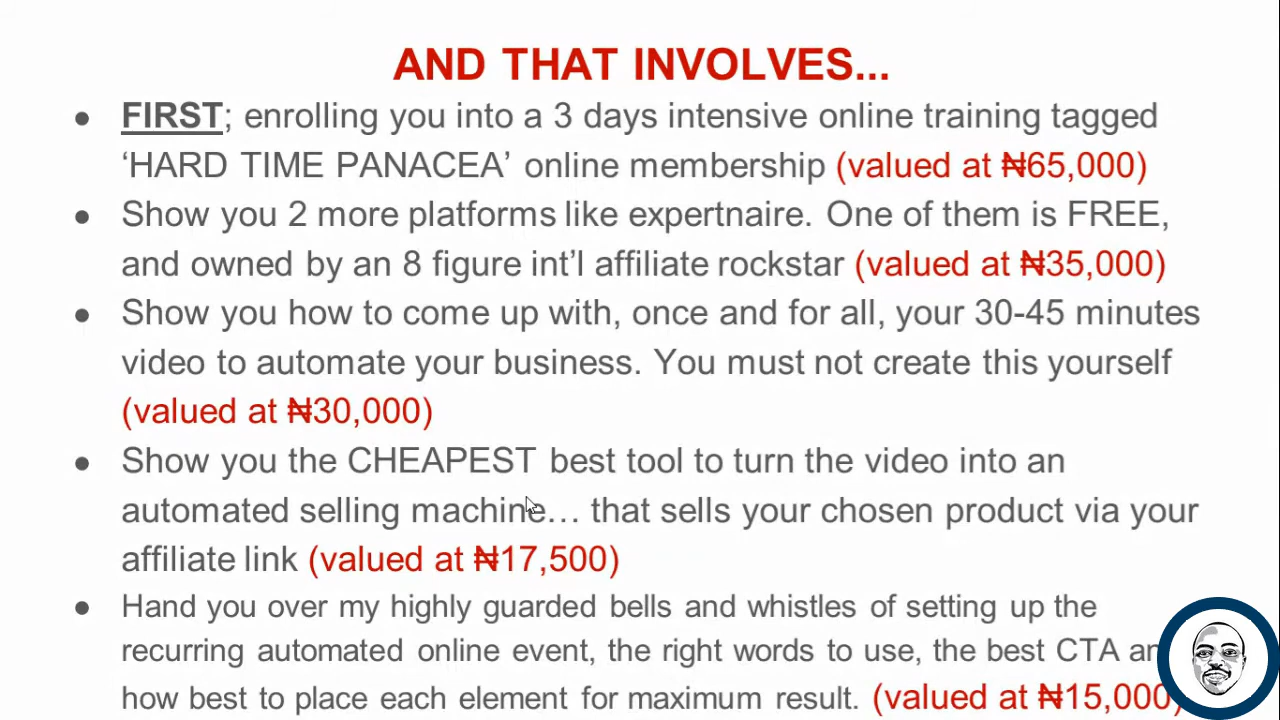 AND THAT INVOLVES...
● FIRST; enrolling you into a 3 days intensive online training tagged
‘HARD TIME PANACEA’ online membership (valued at ₦65,000)
● Show you 2 more platforms like expertnaire. One of them is FREE,
and owned by an 8 figure int’l affiliate rockstar (valued at ₦35,000)
● Show you how to come up with, once and for all, your 30-45 minutes
video to automate your business. You must not create this yourself
(valued at ₦30,000)
● Show you the CHEAPEST best tool to turn the video into an
automated selling machine… that sells your chosen product via your
affiliate link (valued at ₦17,500)
● Hand you over my highly guarded bells and whistles of setting up the
recurring automated online event, the right words to use, the best CTA
how best to place each element for maximum result. (valued at ₦15,000)